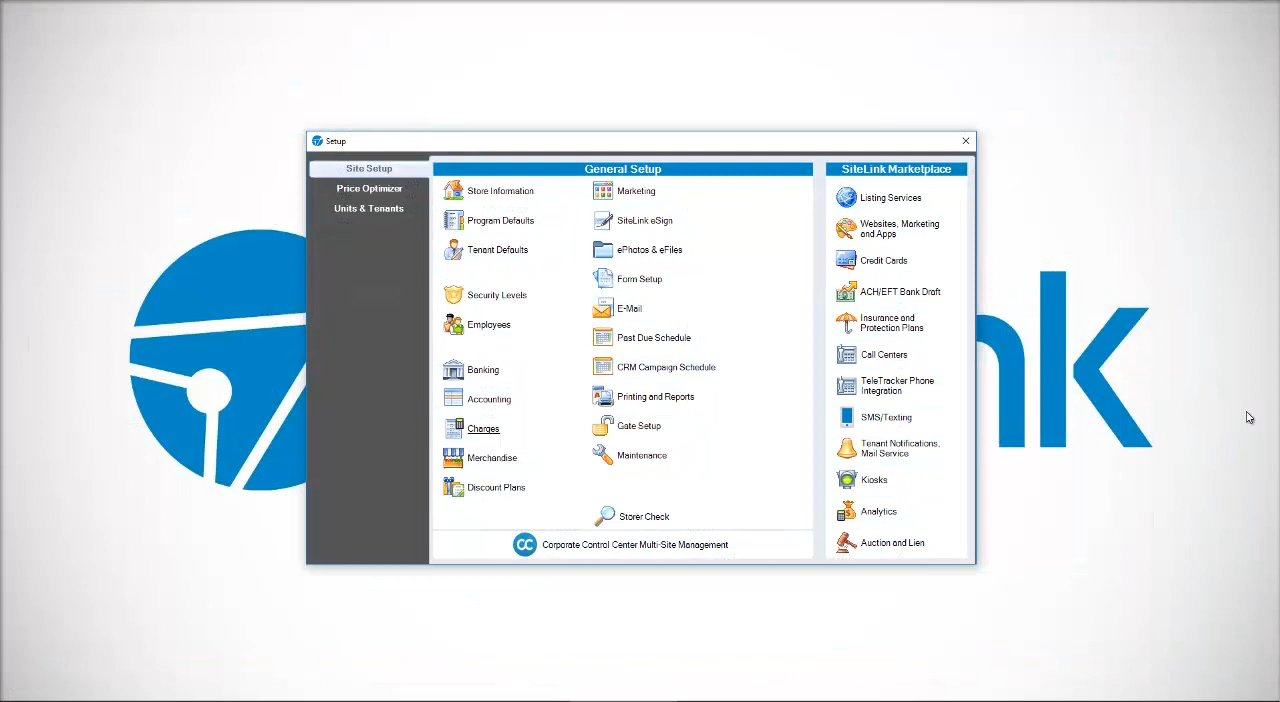 Setup
Site Setup
Price Optimizer
Units & Tenants
General Setup
Store Information
Program Defaults
Tenant Defaults
Security Levels
Employees
Banking
Accounting
Charges
Merchandise
Discount Plans
Marketing
SiteLink eSign
ePhotos & eFiles
Form Setup
E-Mail
Past Due Schedule
CRM Campaign Schedule
Printing and Reports
Gate Setup
Maintenance
Storer Check
CC
Corporate Control Center Multi-Site Management
SiteLink Marketplace
Listing Services
Websites, Marketing
and Apps
Credit Cards
ACH/EFT Bank Draft
Insurance and
Protection Plans
Call Centers
TeleTracker Phone
Integration
SMS/Texting
Tenant Notifications,
Mail Service
Kiosks
Analytics
Auction and Lien
nk